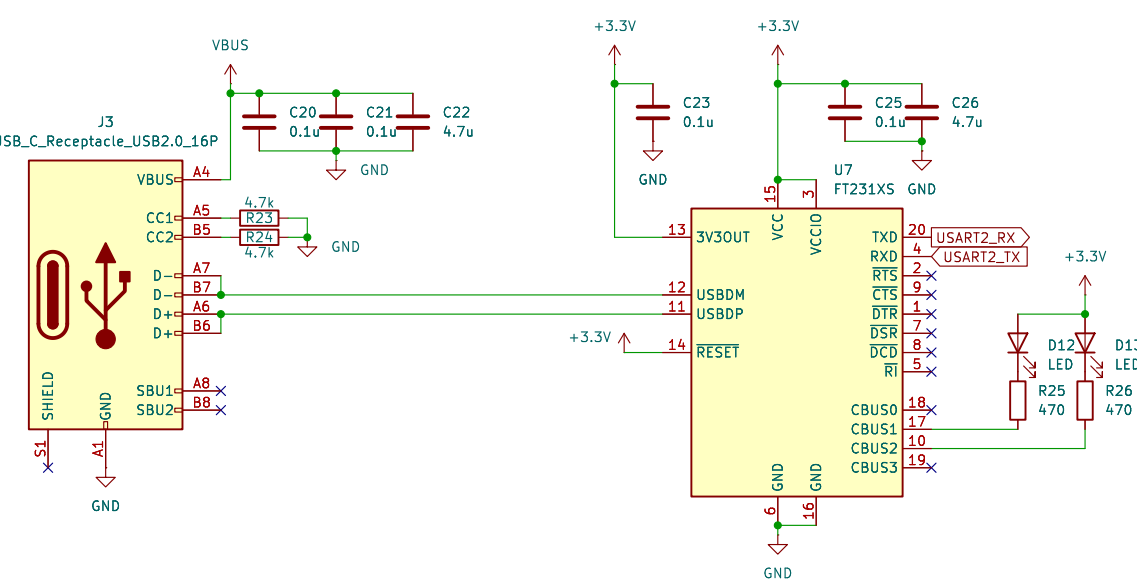 +3.3V
+3.3V
VBUS
C20
0.1u
C21
0.1u
C22
4.7u
GND
C23
0.1u
GND
C25
0.1u
C26
4.7u
GND
J3
USB_C_Receptacle_USB2.0_16P
VBUS
A4
CC1
A5
CC2
B5
D-
A7
D-
B7
D+
A6
D+
B6
SBU1
A8
SBU2
B8
SHIELD
S1
GND
A1
GND
4.7k
R23
R24
4.7k
GND
U7
FT231XS
15
VCC
3
VCCIO
13
3V3OUT
12
USBDM
11
USBDP
+3.3V
14
RESET
TXD
20
USART2_RX
RXD
4
USART2_TX
RTS
2
CTS
9
DTR
1
DSR
7
DCD
8
RI
5
CBUS0
18
CBUS1
17
CBUS2
10
CBUS3
19
GND
6
GND
16
GND
+3.3V
D12
LED
D13
LED
R25
470
R26
470